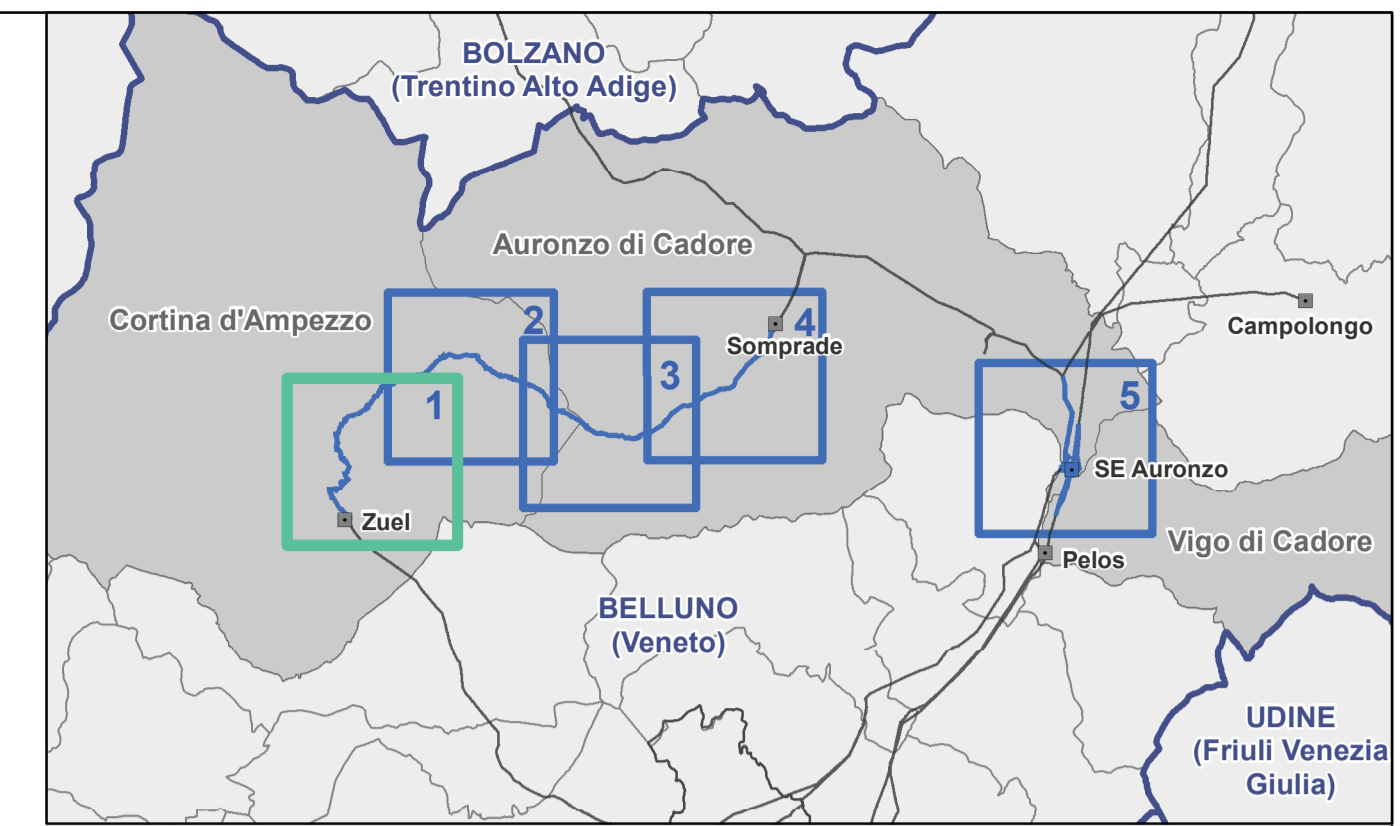 BOLZANO
(Trentino Alto Adige)
Auronzo di Cadore
Cortina d'Ampezzo
2
4
Somprade
Campolongo
3
1
5
SE Auronzo
Zuel
Vigo di Cadore
Pelos
BELLUNO
(Veneto)
UDINE
(Friuli Venezia
Giulia)